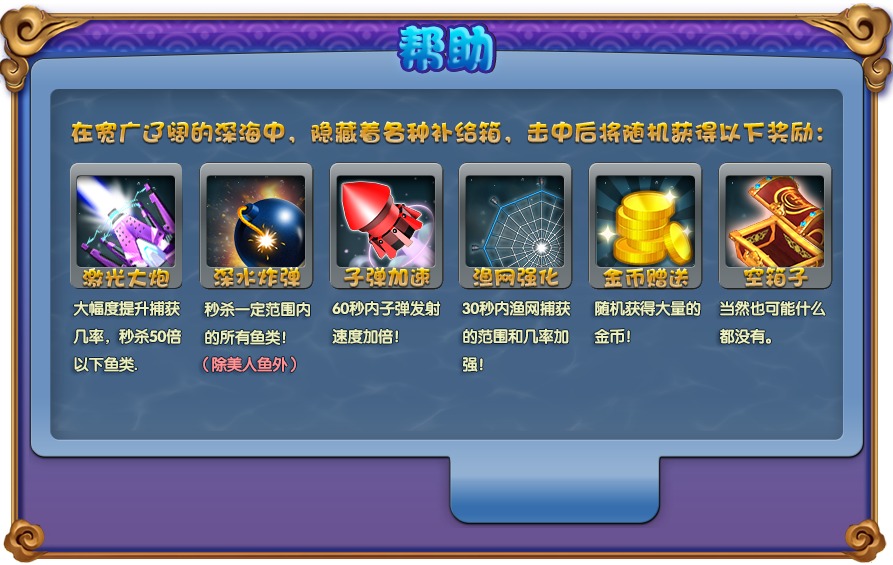 帮助
在宽广辽阔的深海中，隐藏着各种补给箱，击中后将随机获得以下奖励：
激光大炮
大幅度提升捕获
几率，秒杀50倍
以下鱼类.
深水炸弹
秒杀一定范围内
的所有鱼类！
（除美人鱼外）
子弹加速
60秒内子弹发射
速度加倍！
渔网强化
30秒内渔网捕获
的范围和几率加
强！
金币赠送
随机获得大量的
金币！
空箱子
当然也可能什么
都没有。